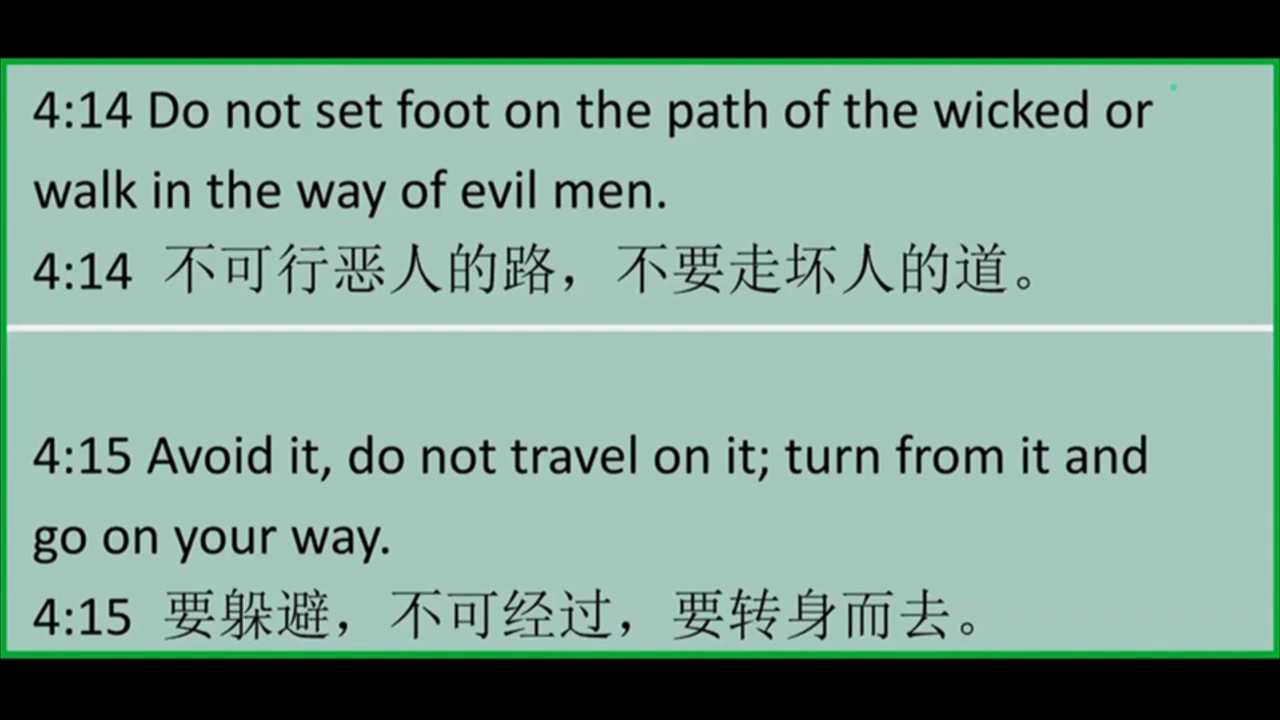 4:14 Do not set foot on the path of the wicked or
walk in the way of evil men.
4:14 不可行恶人的路，不要走坏人的道。
4:15 Avoid it, do not travel on it; turn from it and
go on your way.
4:15 要躲避，不可经过，要转身而去。